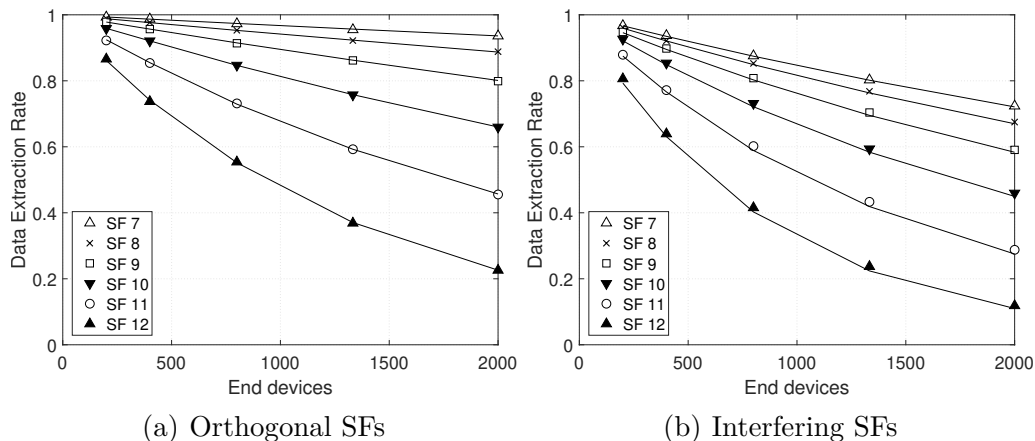 1
0.8
0.6
0.4
0.2
0
Data Extraction Rate
SF 7
SF 8
SF 9
SF 10
SF 11
SF 12
0 500 1000 1500 2000
End devices
(a) Orthogonal SFs
1
0.8
0.6
0.4
0.2
0
Data Extraction Rate
SF 7
SF 8
SF 9
SF 10
SF 11
SF 12
0 500 1000 1500 2000
End devices
(b) Interfering SFs